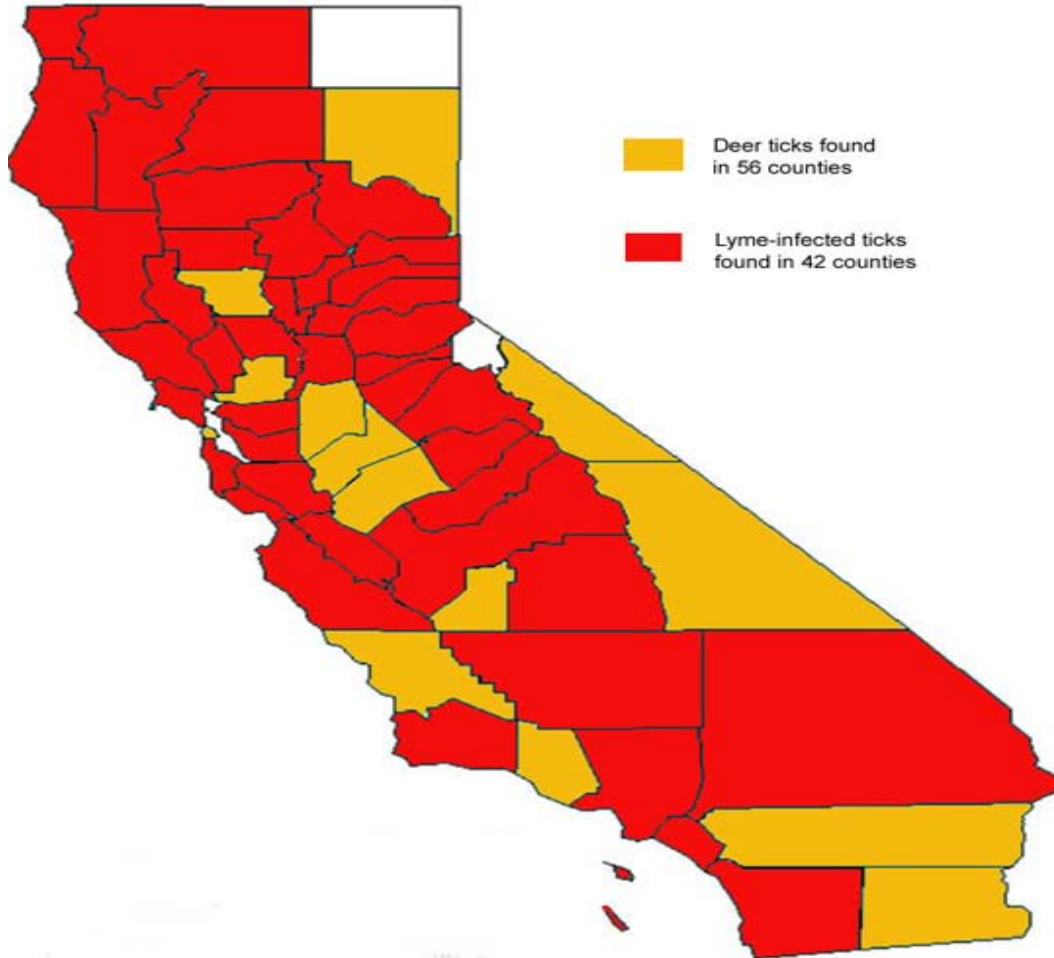 Deer ticks found
in 56 counties
Lyme-infected ticks
found in 42 counties